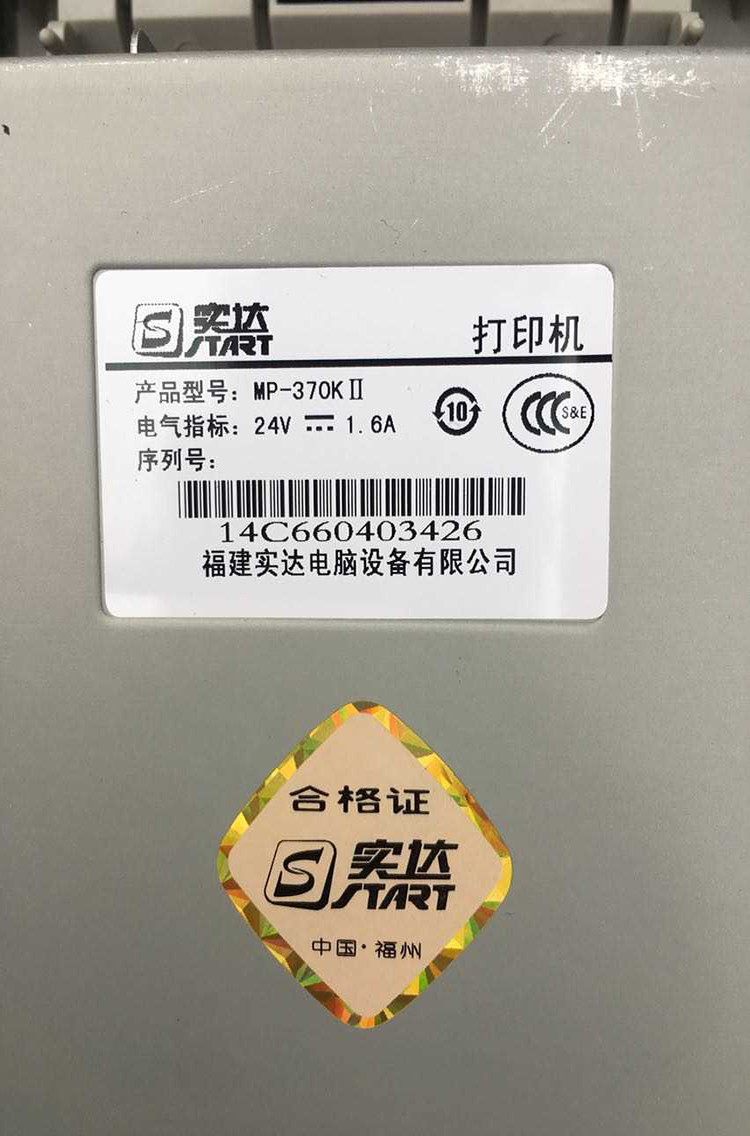 实达
START
打印机
产品型号: MP-370KⅡ
电气指标: 24V ⎓ 1.6A
10
CCC S&E
序列号:
14C660403426
福建实达电脑设备有限公司
合格证
S 实达
START
中国·福州